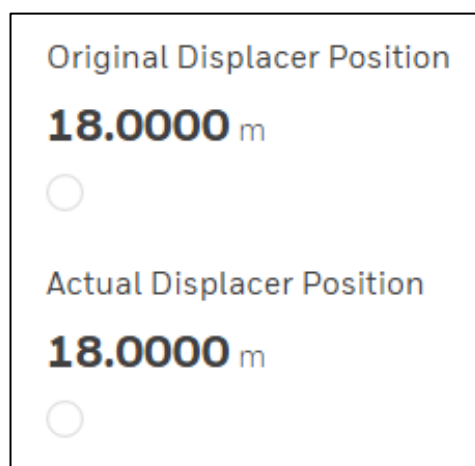 Original Displacer Position
18.0000 m
Actual Displacer Position
18.0000 m